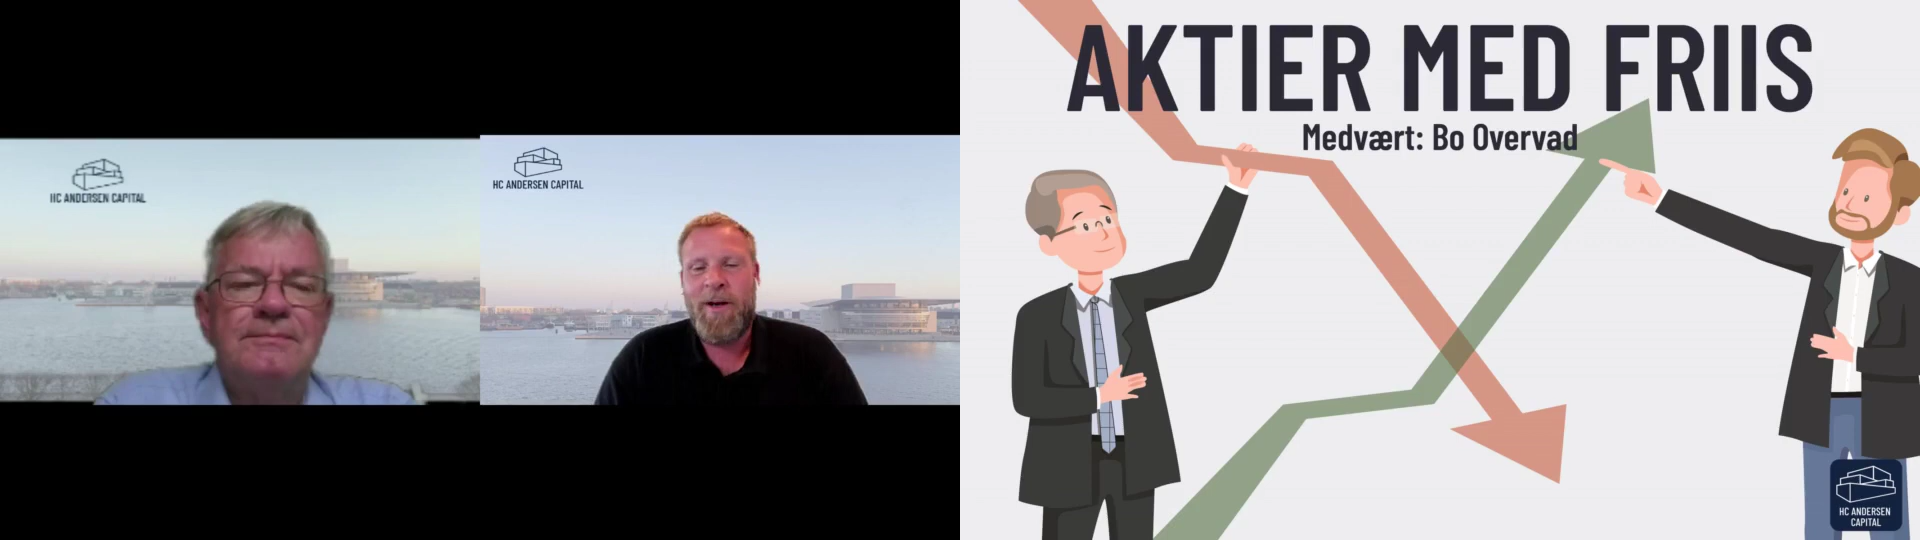 HC ANDERSEN CAPITAL
HC ANDERSEN CAPITAL
AKTIER MED FRIIS
Medvært: Bo Overvad
HC ANDERSEN
CAPITAL